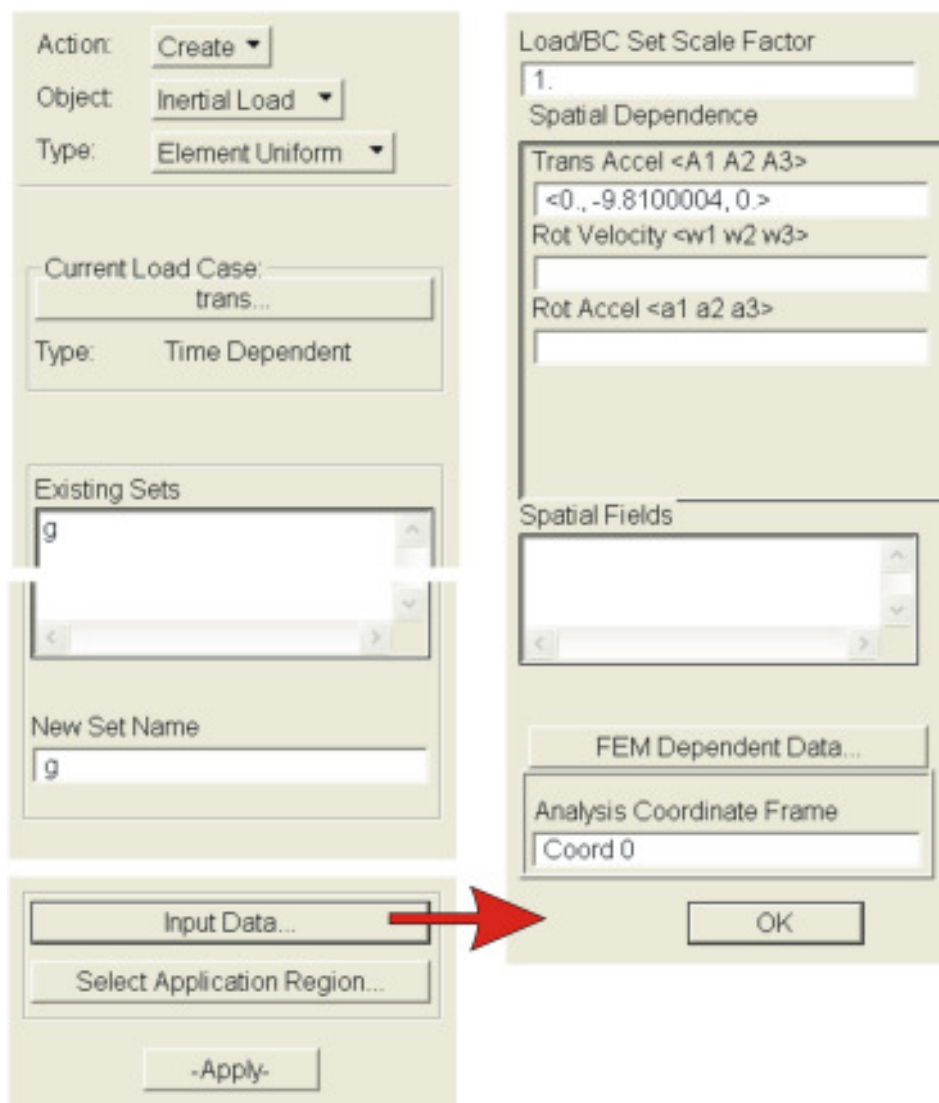 Action: Create
Object: Inertial Load
Type: Element Uniform
Current Load Case:
trans...
Type: Time Dependent
Existing Sets
g
New Set Name
g
Input Data...
Select Application Region...
-Apply-
Load/BC Set Scale Factor
1.
Spatial Dependence
Trans Accel <A1 A2 A3>
<0., -9.8100004, 0.>
Rot Velocity <w1 w2 w3>
Rot Accel <a1 a2 a3>
Spatial Fields
FEM Dependent Data...
Analysis Coordinate Frame
Coord 0
OK